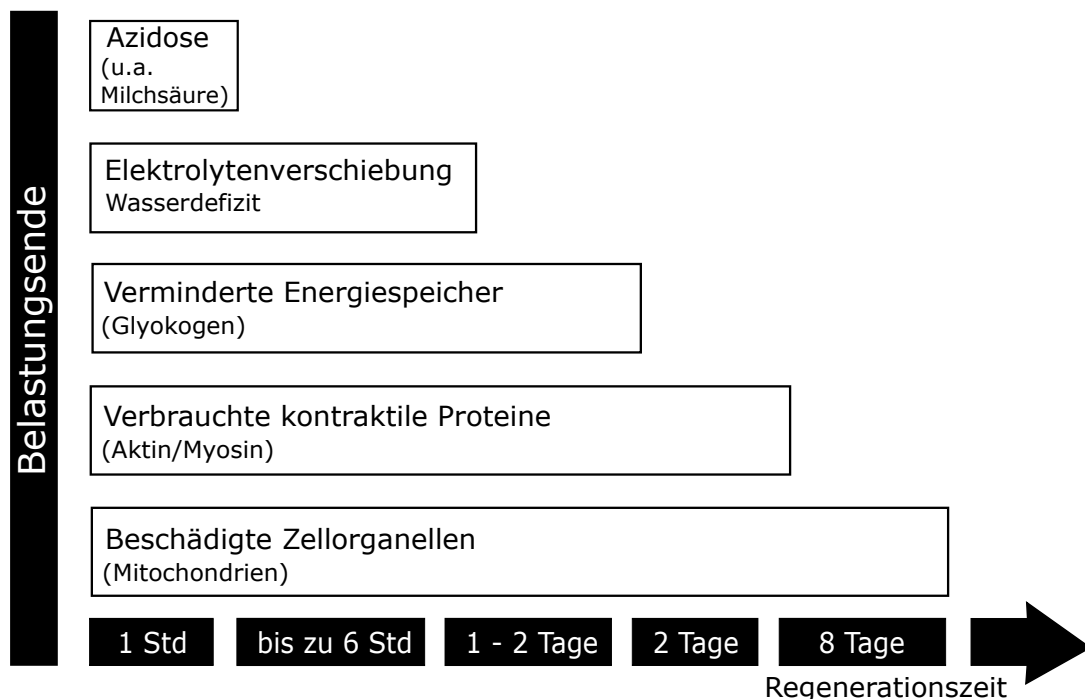 Belastungsende
Azidose
(u.a.
Milchsäure)
Elektrolytenverschiebung
Wasserdefizit
Verminderte Energiespeicher
(Glyokogen)
Verbrauchte kontraktile Proteine
(Aktin/Myosin)
Beschädigte Zellorganellen
(Mitochondrien)
1 Std bis zu 6 Std 1 - 2 Tage 2 Tage 8 Tage
Regenerationszeit